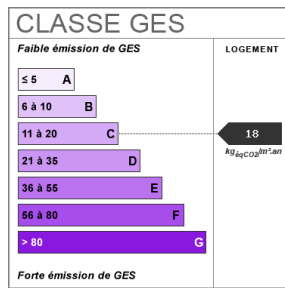 CLASSE GES
Faible émission de GES
LOGEMENT
≤ 5 A
6 à 10 B
11 à 20 C
18
kgéqCO2/m².an
21 à 35 D
36 à 55 E
56 à 80 F
> 80 G
Forte émission de GES